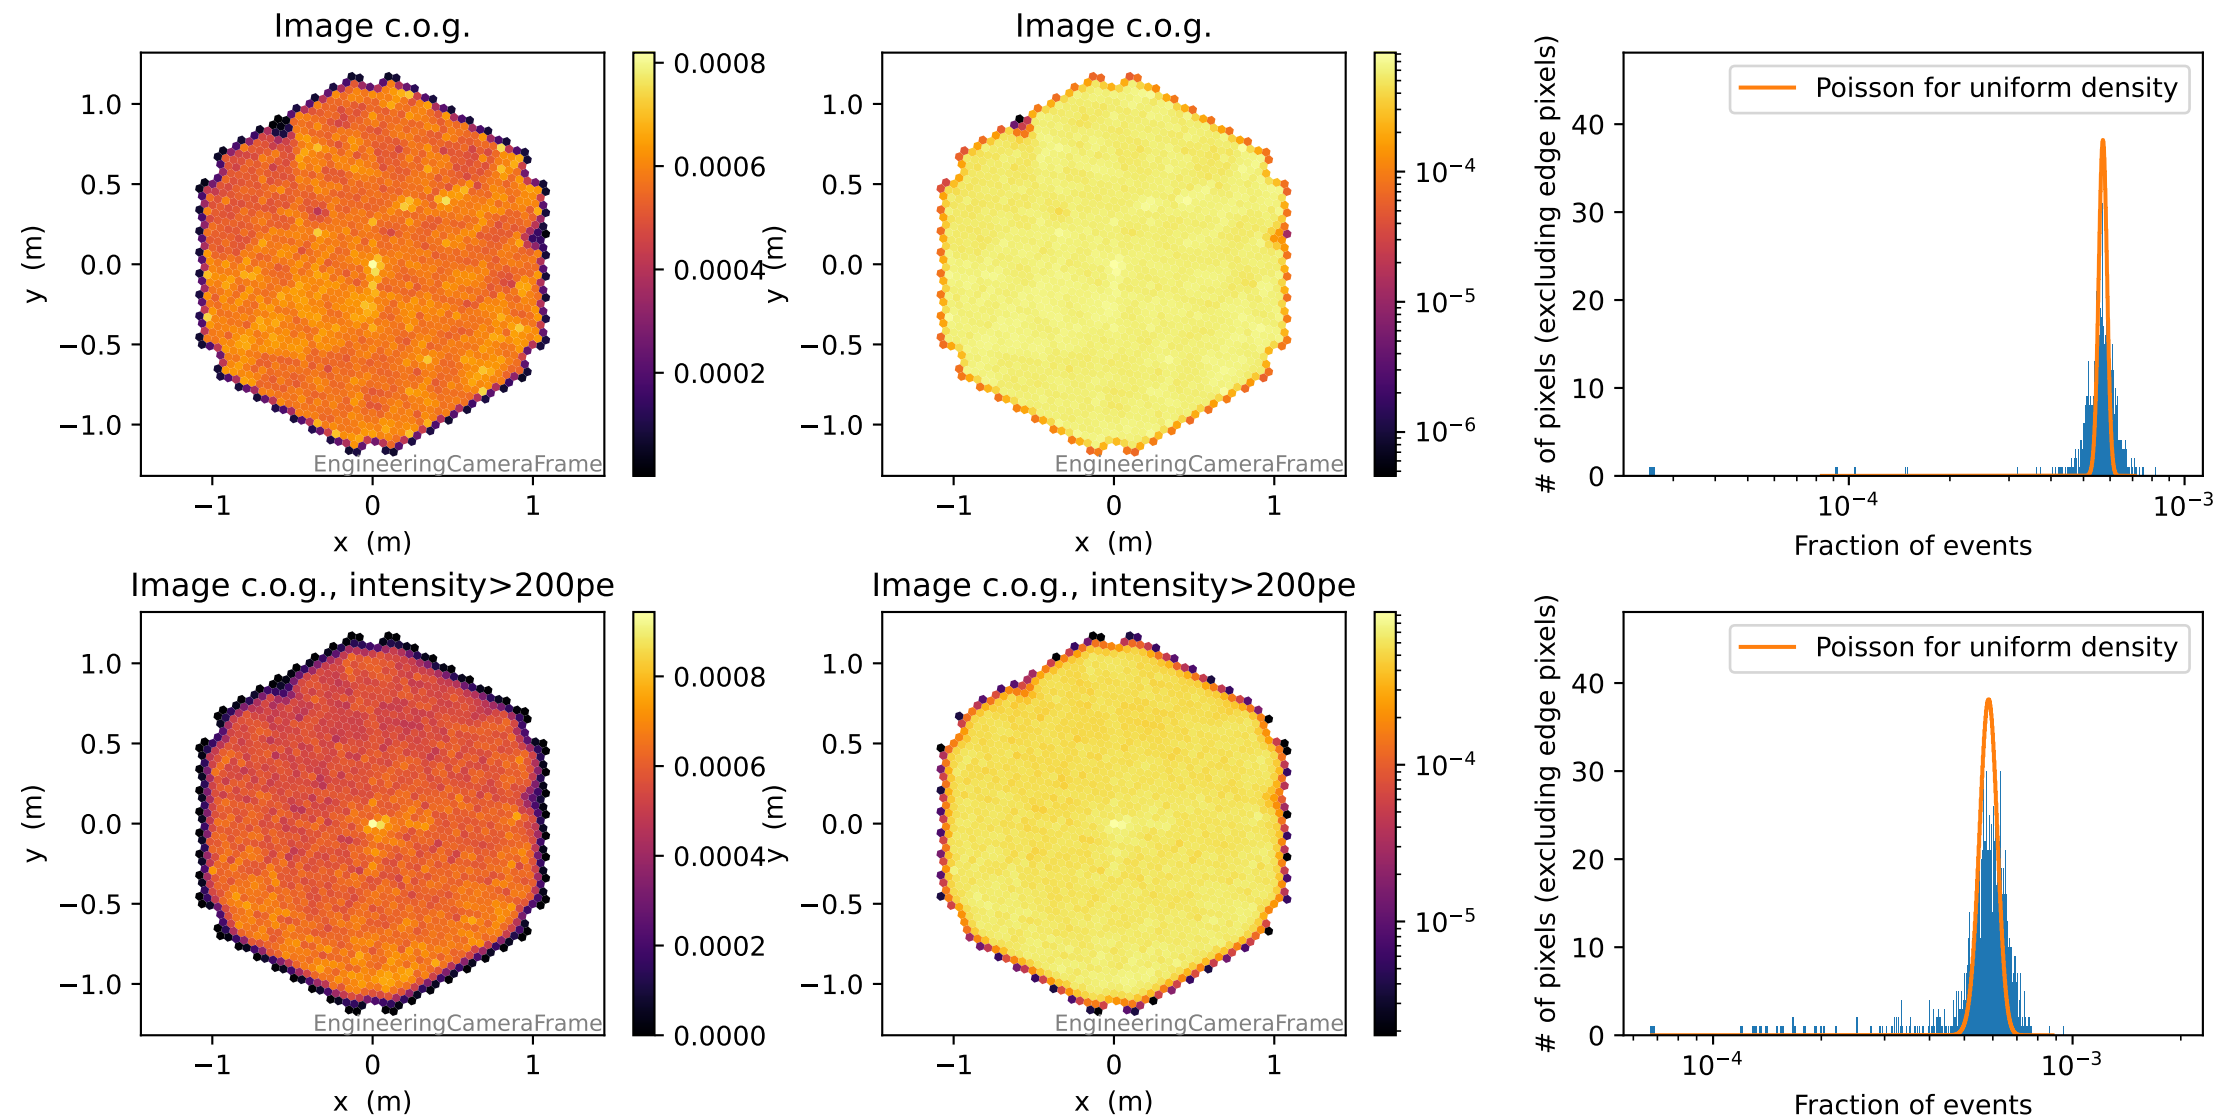 Image c.o.g.
y (m)
1.0
0.5
0.0
−0.5
−1.0
−1
0
1
x (m)
EngineeringCameraFrame
0.0008
0.0006
0.0004
0.0002
Image c.o.g.
y (m)
1.0
0.5
0.0
−0.5
−1.0
−1
0
1
x (m)
EngineeringCameraFrame
10⁻⁴
10⁻⁵
10⁻⁶
# of pixels (excluding edge pixels)
40
30
20
10
0
Poisson for uniform density
10⁻⁴
10⁻³
Fraction of events
Image c.o.g., intensity>200pe
y (m)
1.0
0.5
0.0
−0.5
−1.0
−1
0
1
x (m)
EngineeringCameraFrame
0.0008
0.0006
0.0004
0.0002
0.0000
Image c.o.g., intensity>200pe
y (m)
1.0
0.5
0.0
−0.5
−1.0
−1
0
1
x (m)
EngineeringCameraFrame
10⁻⁴
10⁻⁵
# of pixels (excluding edge pixels)
40
30
20
10
0
Poisson for uniform density
10⁻⁴
10⁻³
Fraction of events